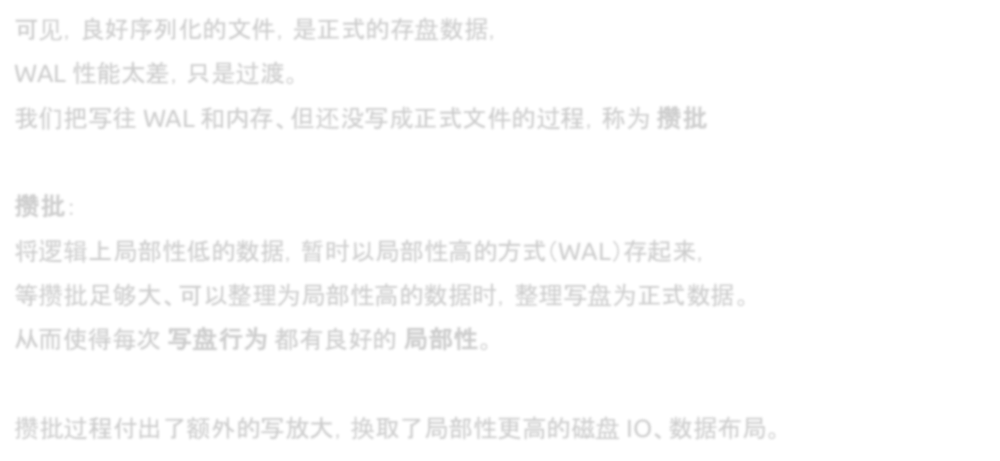 可见, 良好序列化的文件, 是正式的存盘数据,
WAL 性能太差, 只是过渡。
我们把写往 WAL 和内存、但还没写成正式文件的过程, 称为 攒批
攒批:
将逻辑上局部性低的数据, 暂时以局部性高的方式(WAL)存起来,
等攒批足够大、可以整理为局部性高的数据时, 整理写盘为正式数据。
从而使得每次 写盘行为 都有良好的 局部性。
攒批过程付出了额外的写放大, 换取了局部性更高的磁盘 IO、数据布局。